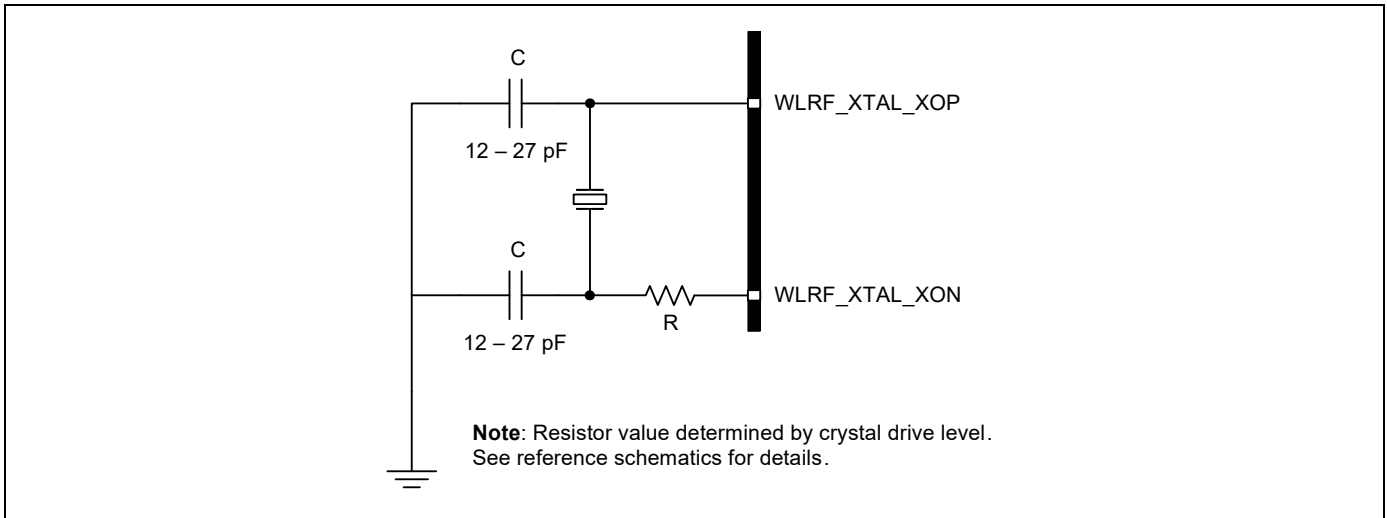 C
WLRF_XTAL_XOP
12 – 27 pF
C
WLRF_XTAL_XON
R
12 – 27 pF
Note: Resistor value determined by crystal drive level.
See reference schematics for details.